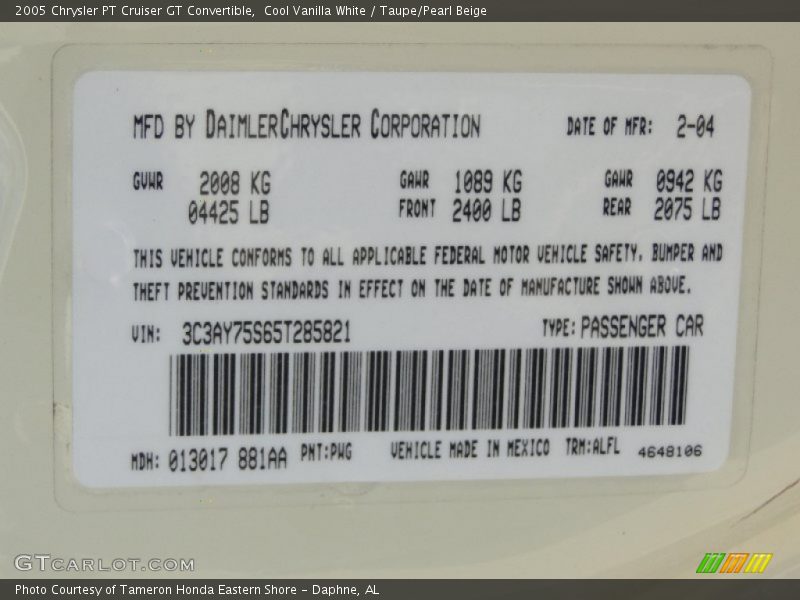 2005 Chrysler PT Cruiser GT Convertible,  Cool Vanilla White / Taupe/Pearl Beige
MFD BY DAIMLERCHRYSLER CORPORATION DATE OF MFR: 2-04
GVWR 2008 KG GAWR 1089 KG GAWR 0942 KG
04425 LB FRONT 2400 LB REAR 2075 LB
THIS VEHICLE CONFORMS TO ALL APPLICABLE FEDERAL MOTOR VEHICLE SAFETY, BUMPER AND
THEFT PREVENTION STANDARDS IN EFFECT ON THE DATE OF MANUFACTURE SHOWN ABOVE.
VIN: 3C3AY75S65T285821 TYPE: PASSENGER CAR
MDH: 013017 881AA PNT:PWG VEHICLE MADE IN MEXICO TRM:ALFL 4648106
GTCARLOT.COM
Photo Courtesy of Tameron Honda Eastern Shore - Daphne, AL